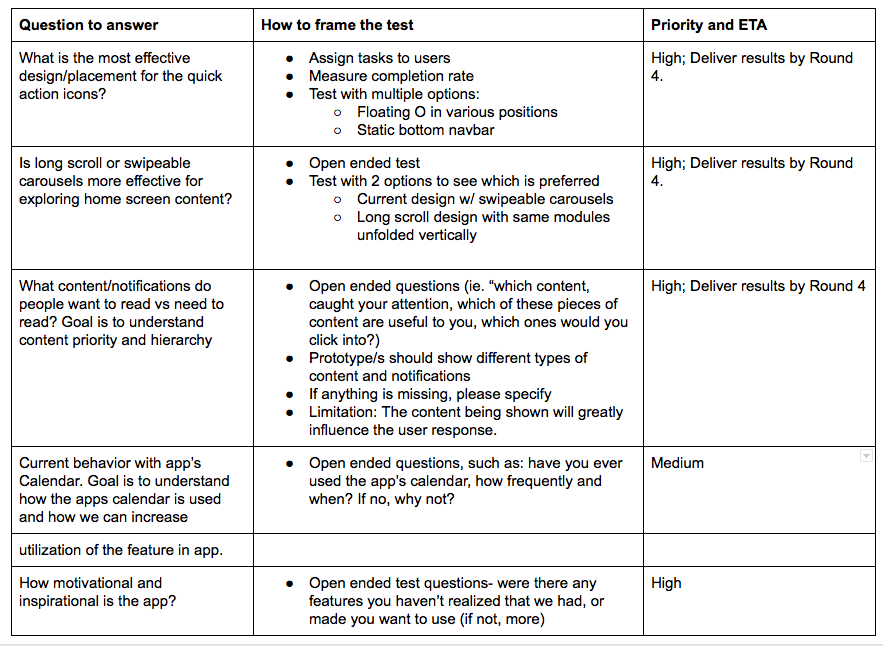 Question to answer
How to frame the test
Priority and ETA
What is the most effective
design/placement for the quick
action icons?
● Assign tasks to users
● Measure completion rate
● Test with multiple options:
○ Floating O in various positions
○ Static bottom navbar
High; Deliver results by Round
4.
Is long scroll or swipeable
carousels more effective for
exploring home screen content?
● Open ended test
● Test with 2 options to see which is preferred
○ Current design w/ swipeable carousels
○ Long scroll design with same modules
unfolded vertically
High; Deliver results by Round
4.
What content/notifications do
people want to read vs need to
read? Goal is to understand
content priority and hierarchy
● Open ended questions (ie. “which content,
caught your attention, which of these pieces of
content are useful to you, which ones would you
click into?)
● Prototype/s should show different types of
content and notifications
● If anything is missing, please specify
● Limitation: The content being shown will greatly
influence the user response.
High; Deliver results by Round 4
Current behavior with app’s
Calendar. Goal is to understand
how the apps calendar is used
and how we can increase
● Open ended questions, such as: have you ever
used the app’s calendar, how frequently and
when? If no, why not?
Medium
utilization of the feature in app.
How motivational and
inspirational is the app?
● Open ended test questions- were there any
features you haven’t realized that we had, or
made you want to use (if not, more)
High